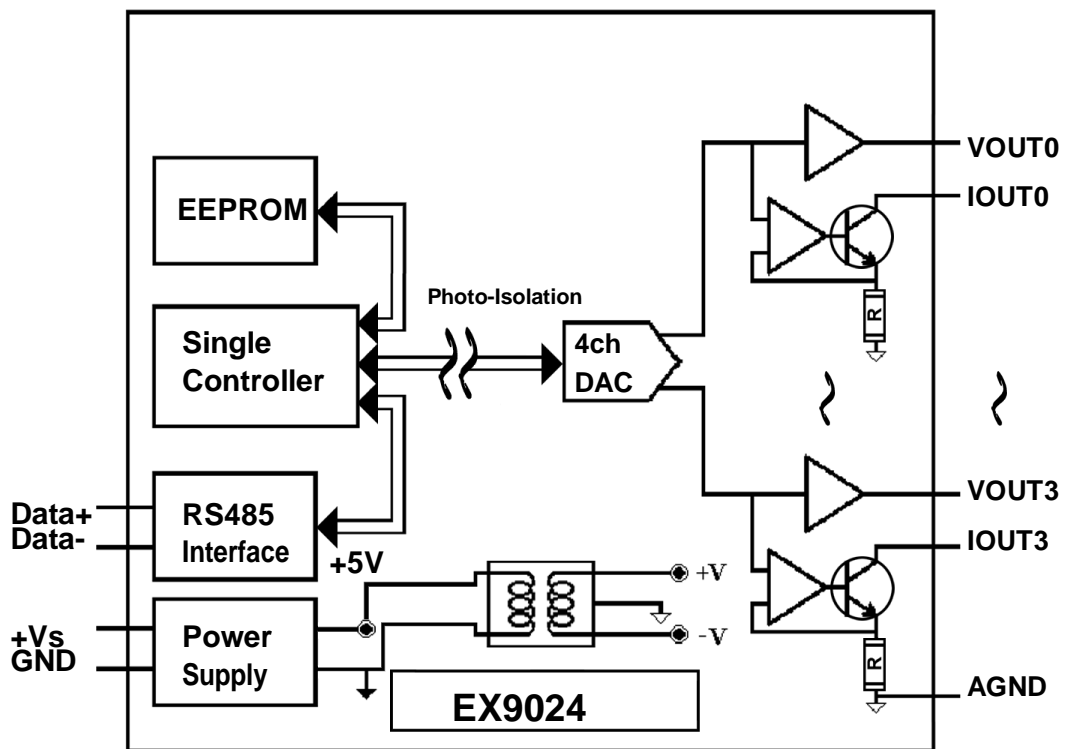 VOUT0
IOUT0
EEPROM
R
Photo-Isolation
Single
Controller
4ch
DAC
VOUT3
IOUT3
Data+
Data-
RS485
Interface
+5V
+V
-V
+Vs
GND
Power
Supply
R
AGND
EX9024